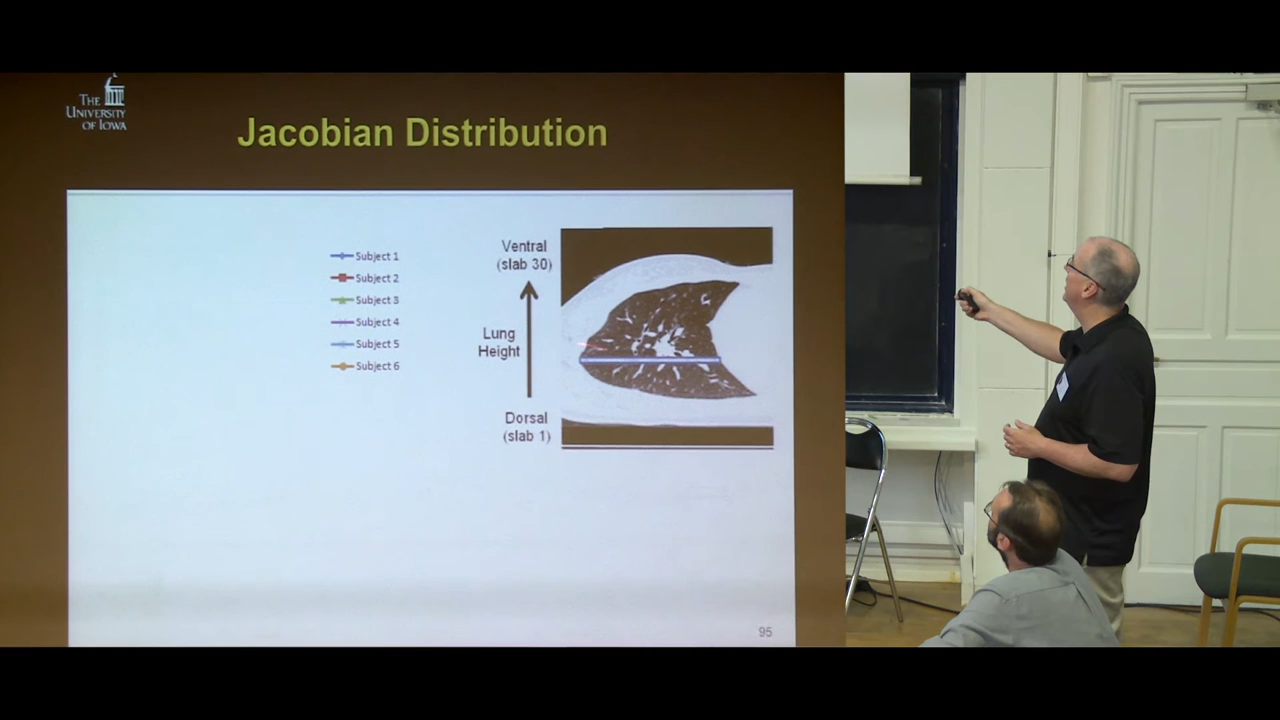 THE
UNIVERSITY
OF IOWA
Jacobian Distribution
Subject 1
Subject 2
Subject 3
Subject 4
Subject 5
Subject 6
Ventral
(slab 30)
Lung
Height
Dorsal
(slab 1)
95